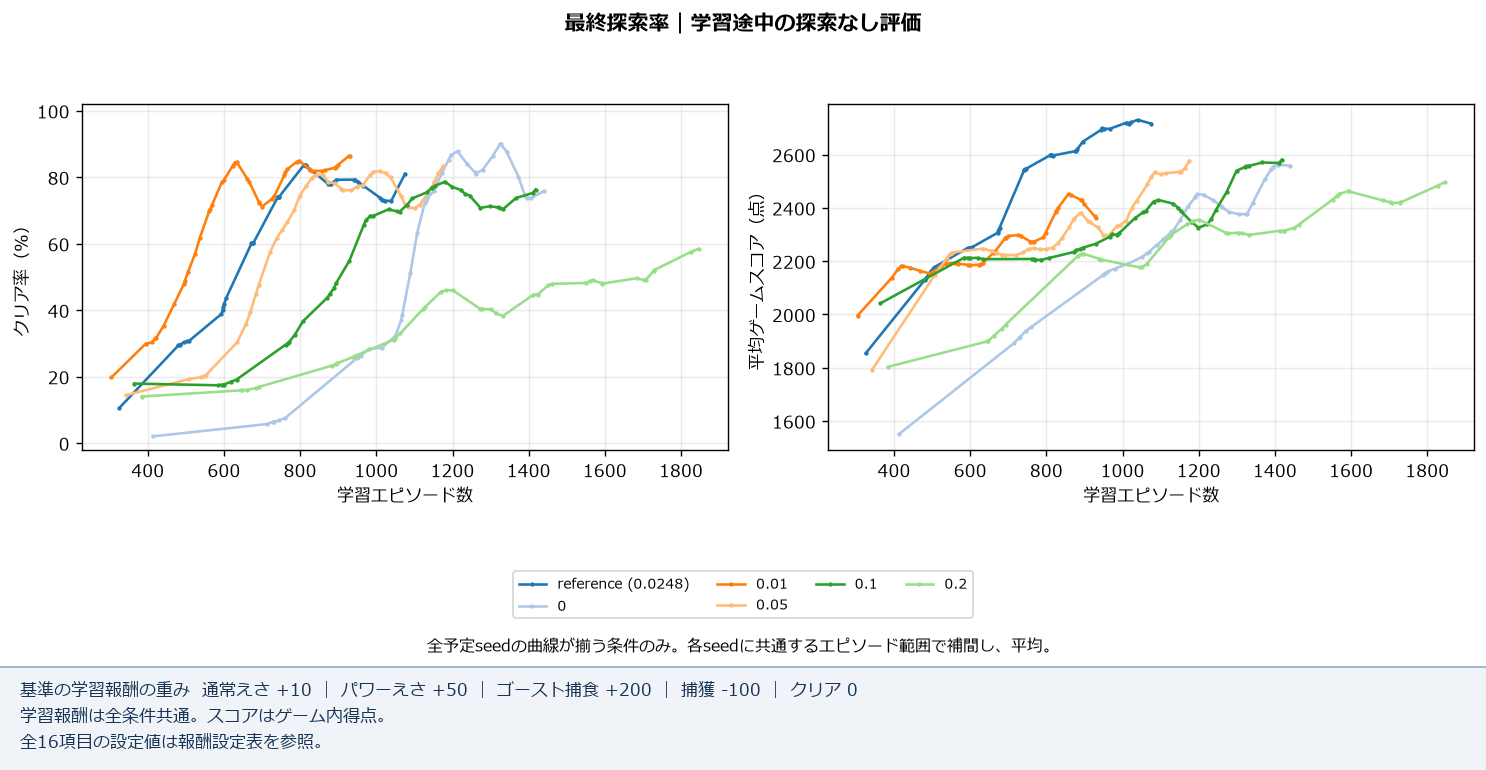 最終探索率｜学習途中の探索なし評価
クリア率（%）
100
80
60
40
20
0
400 600 800 1000 1200 1400 1600 1800
学習エピソード数
平均ゲームスコア（点）
2600
2400
2200
2000
1800
1600
400 600 800 1000 1200 1400 1600 1800
学習エピソード数
reference (0.0248) 0.01 0.1 0.2
0 0.05
全予定seedの曲線が揃う条件のみ。各seedに共通するエピソード範囲で補間し、平均。
基準の学習報酬の重み 通常えさ +10 ｜ パワーえさ +50 ｜ ゴースト捕食 +200 ｜ 捕獲 -100 ｜ クリア 0
学習報酬は全条件共通。スコアはゲーム内得点。
全16項目の設定値は報酬設定表を参照。